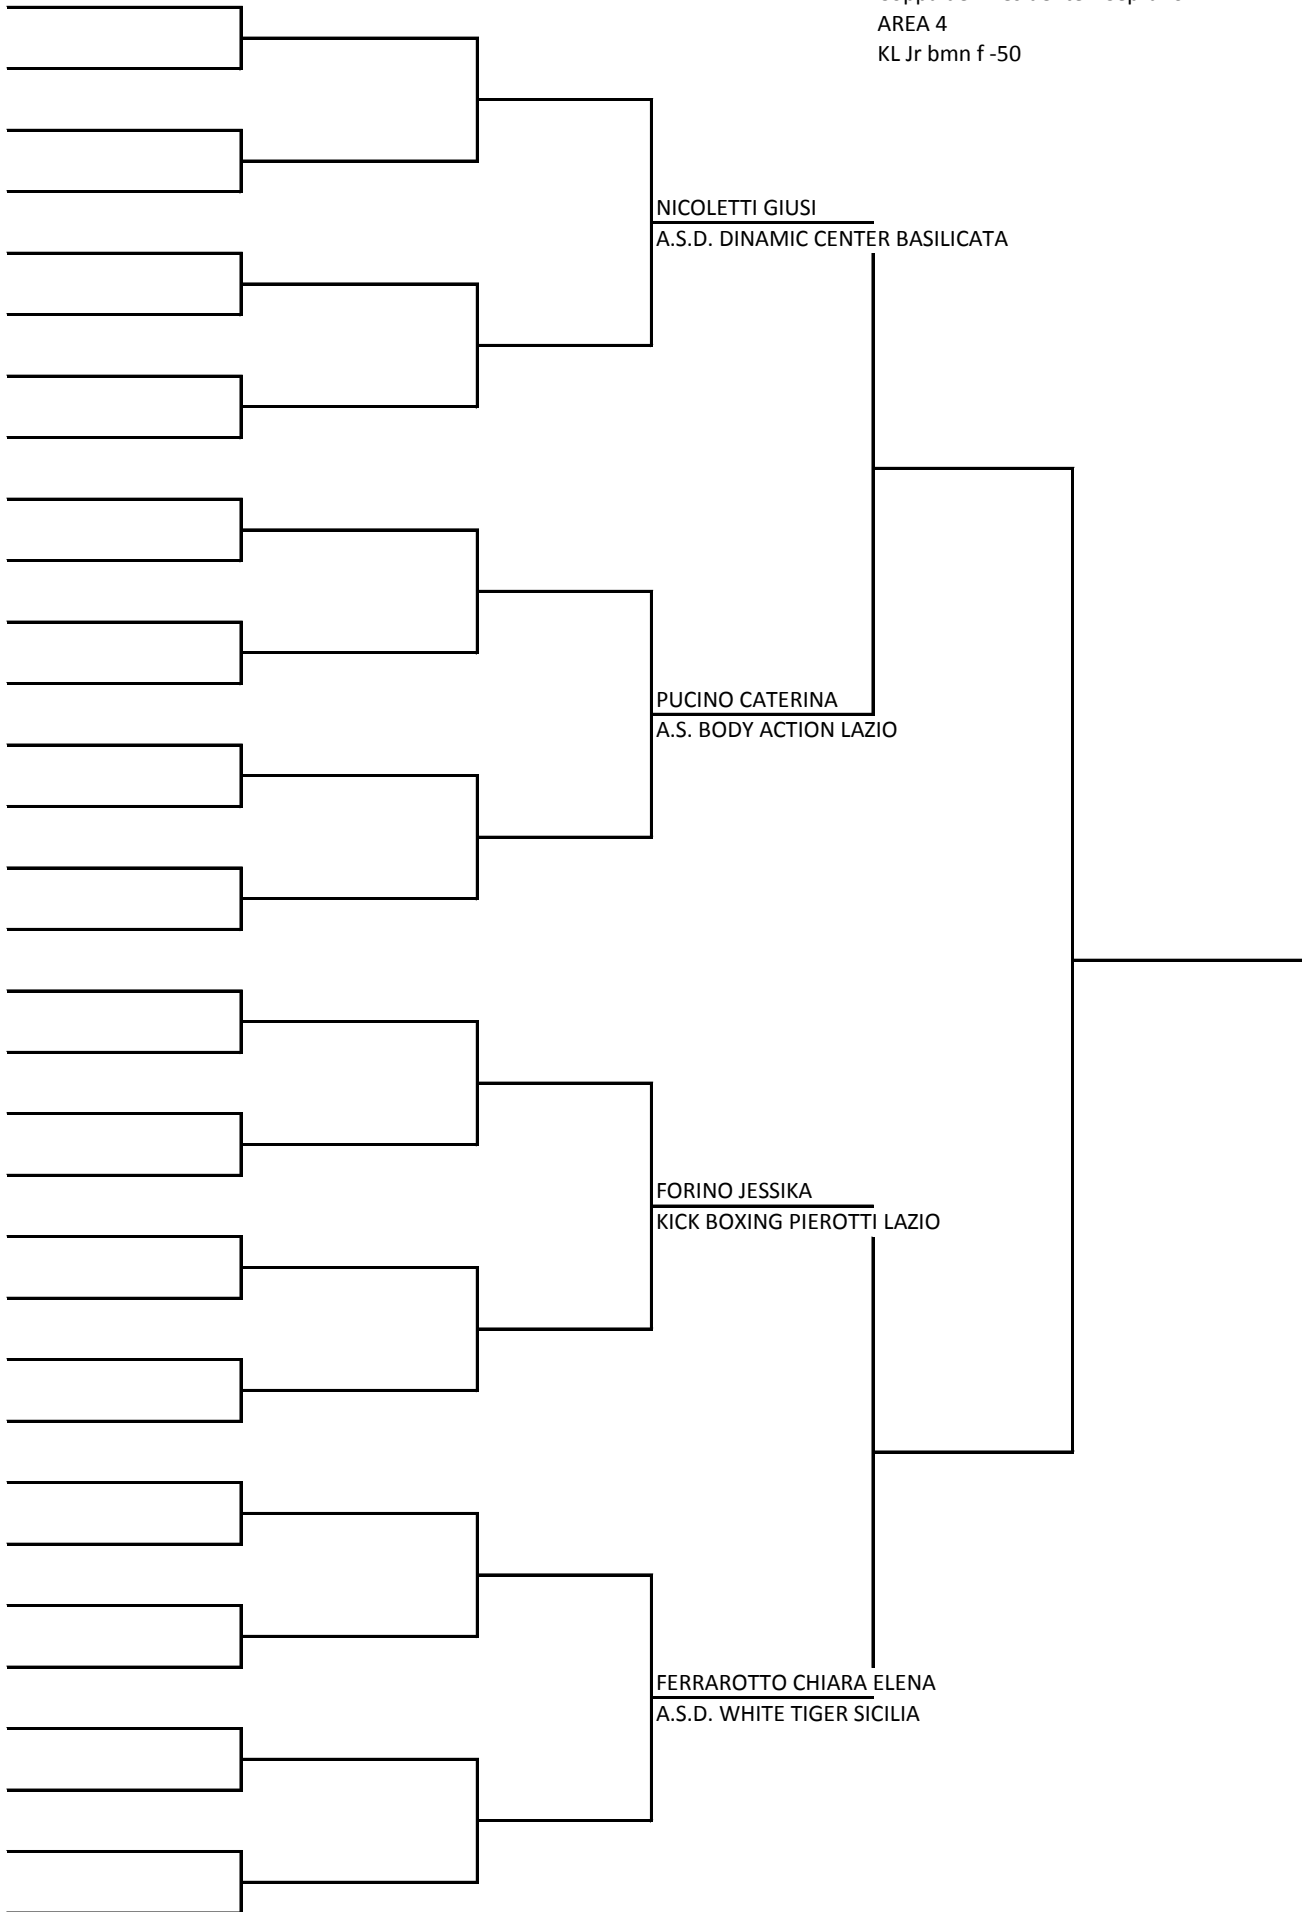 AREA 4
KL Jr bmn f -50
NICOLETTI GIUSI
A.S.D. DINAMIC CENTER BASILICATA
PUCINO CATERINA
A.S. BODY ACTION LAZIO
FORINO JESSIKA
KICK BOXING PIEROTTI LAZIO
FERRAROTTO CHIARA ELENA
A.S.D. WHITE TIGER SICILIA